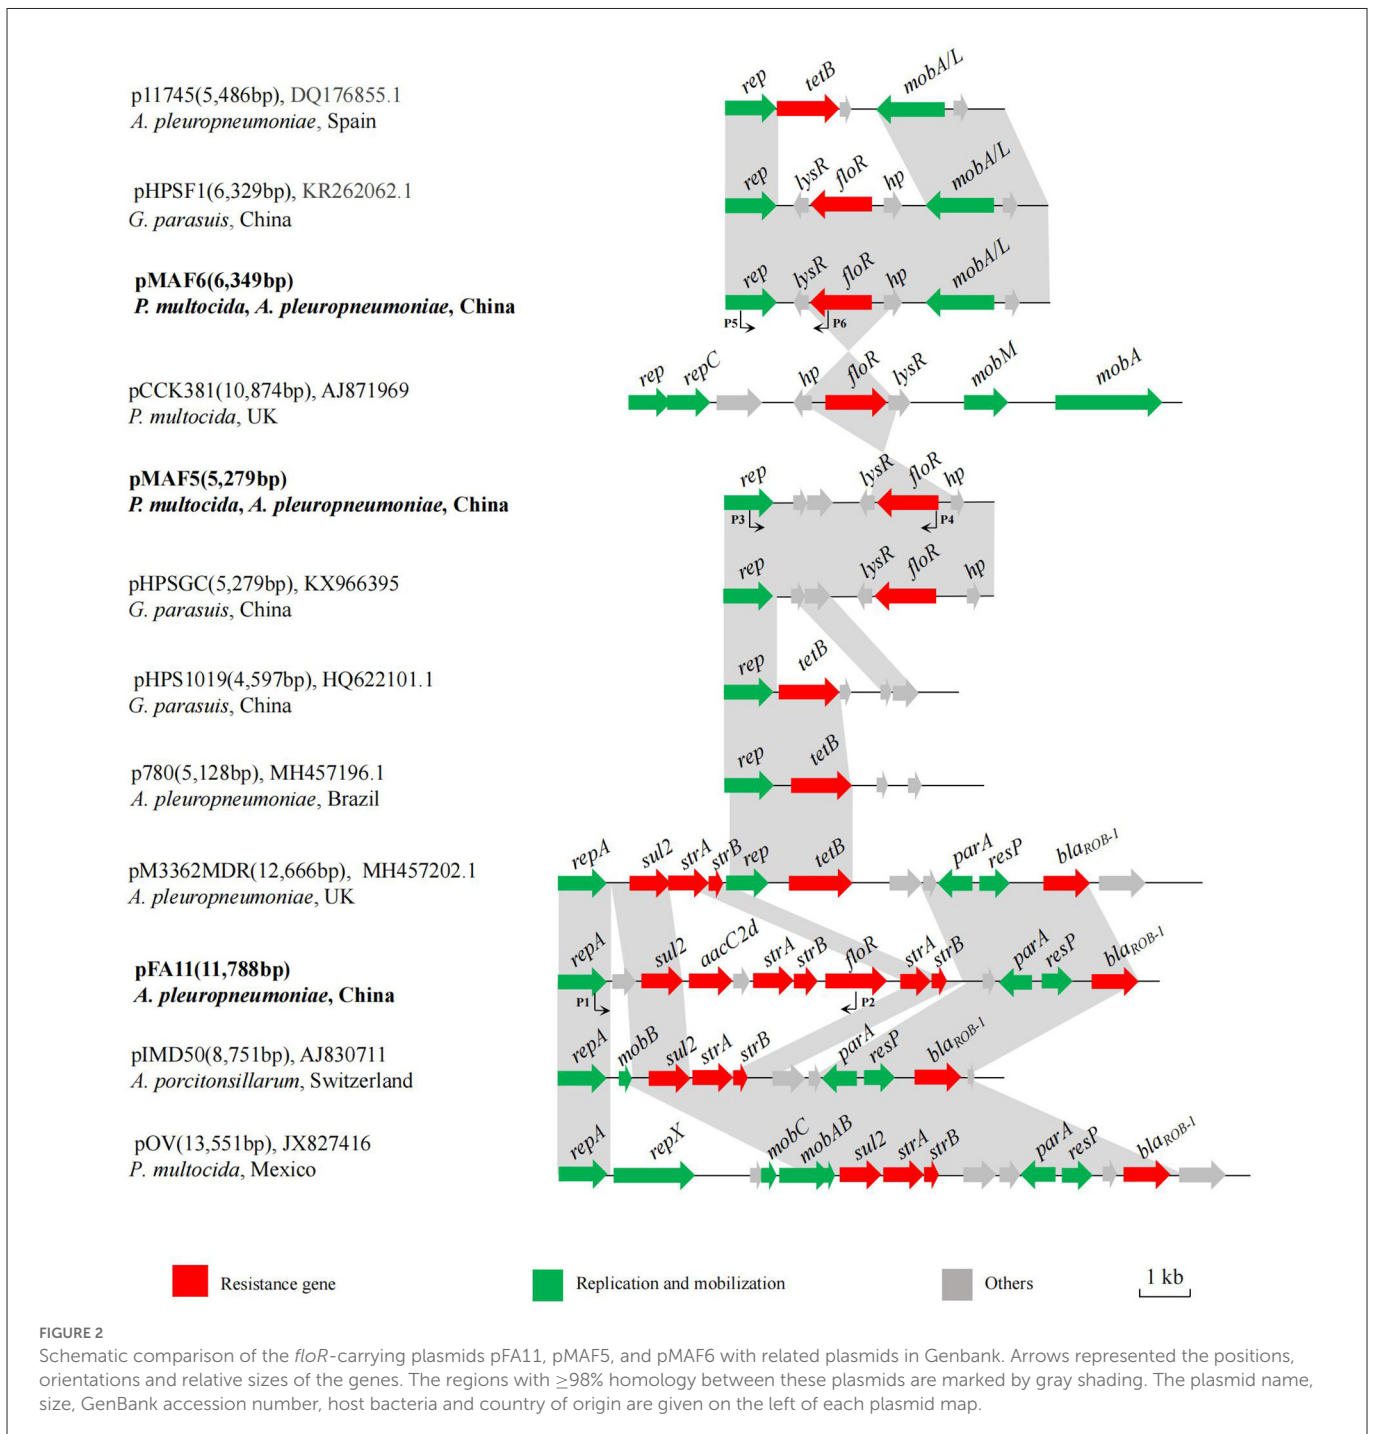 rep tetB mobA/L
p11745(5,486bp), DQ176855.1
A. pleuropneumoniae, Spain
rep lysR floR hp mobA/L
pHPSF1(6,329bp), KR262062.1
G. parasuis, China
rep lysR floR hp mobA/L
pMAF6(6,349bp)
P. multocida, A. pleuropneumoniae, China
P5 P6
rep repC hp floR lysR mobM mobA
pCCK381(10,874bp), AJ871969
P. multocida, UK
rep lysR floR hp
pMAF5(5,279bp)
P. multocida, A. pleuropneumoniae, China
P3 P4
rep lysR floR hp
pHPSGC(5,279bp), KX966395
G. parasuis, China
rep tetB
pHPS1019(4,597bp), HQ622101.1
G. parasuis, China
rep tetB
p780(5,128bp), MH457196.1
A. pleuropneumoniae, Brazil
repA sul2 strA strB rep tetB parA resP blaROB-1
pM3362MDR(12,666bp), MH457202.1
A. pleuropneumoniae, UK
repA sul2 aacC2d strA strB floR strA strB parA resP blaROB-1
pFA11(11,788bp)
A. pleuropneumoniae, China
P1 P2
repA mobB sul2 strA strB parA resP blaROB-1
pIMD50(8,751bp), AJ830711
A. porcitonsillarum, Switzerland
repA repX mobC mobAB sul2 strA strB parA resP blaROB-1
pOV(13,551bp), JX827416
P. multocida, Mexico
Resistance gene Replication and mobilization Others 1 kb
FIGURE 2
Schematic comparison of the floR-carrying plasmids pFA11, pMAF5, and pMAF6 with related plasmids in Genbank. Arrows represented the positions,
orientations and relative sizes of the genes. The regions with ≥98% homology between these plasmids are marked by gray shading. The plasmid name,
size, GenBank accession number, host bacteria and country of origin are given on the left of each plasmid map.